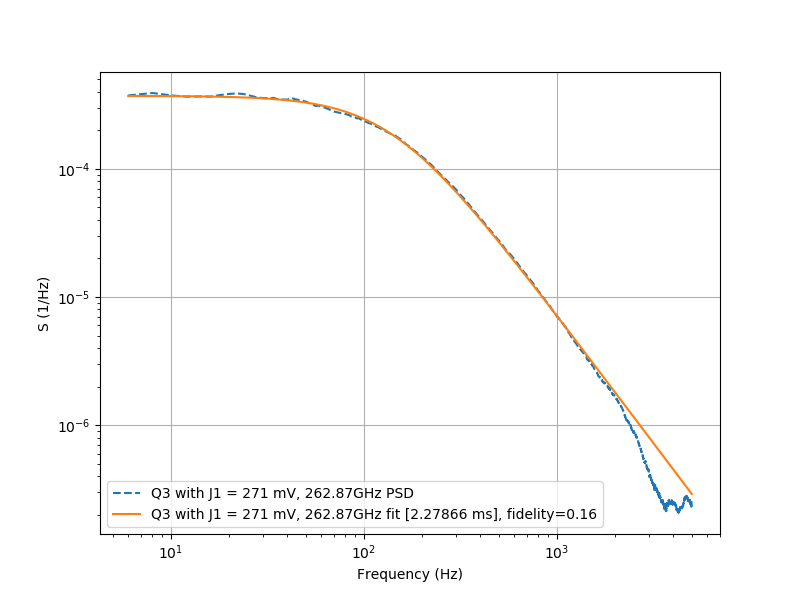 S (1/Hz)
10⁻⁴
10⁻⁵
10⁻⁶
Q3 with J1 = 271 mV, 262.87GHz PSD
Q3 with J1 = 271 mV, 262.87GHz fit [2.27866 ms], fidelity=0.16
10¹ 10² 10³
Frequency (Hz)